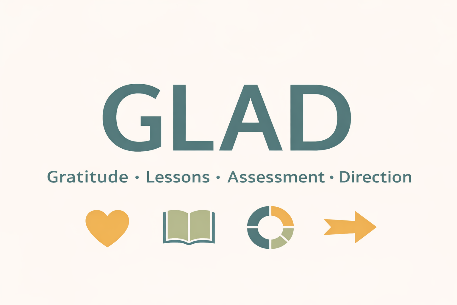 GLAD
Gratitude • Lessons • Assessment • Direction